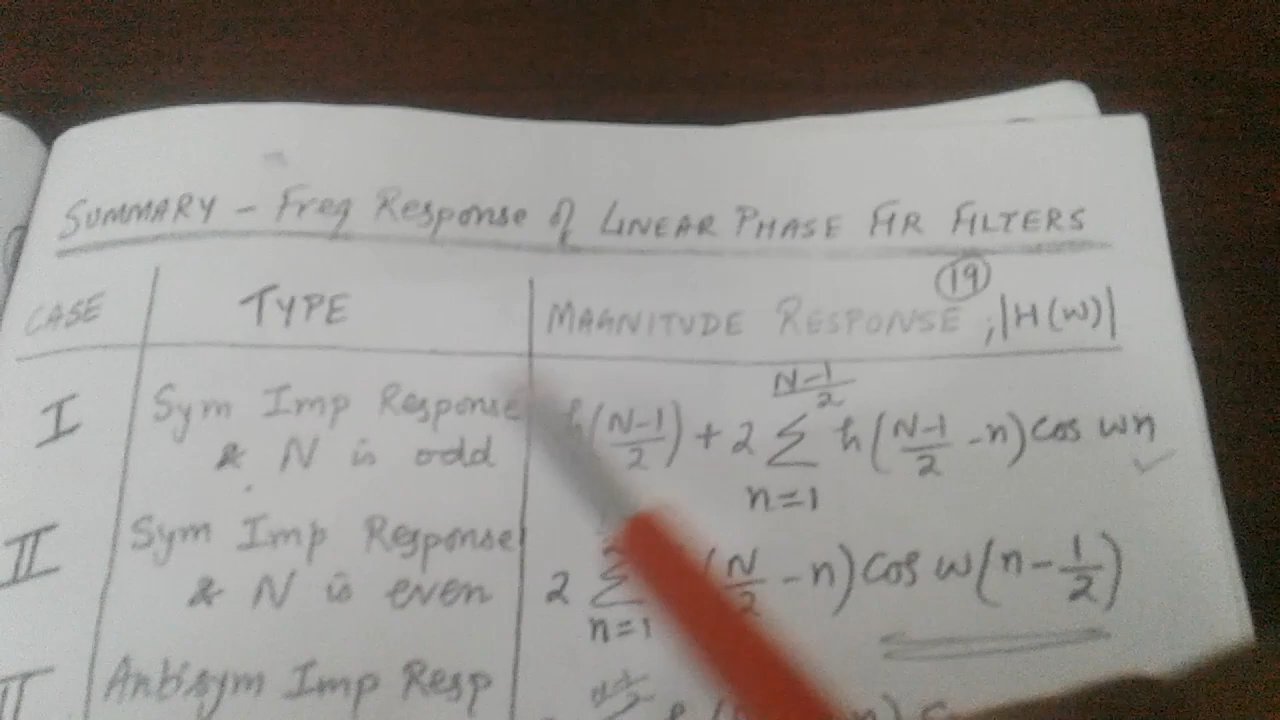 SUMMARY - Freq Response of LINEAR PHASE FIR FILTERS
19
CASE TYPE MAGNITUDE RESPONSE ; |H(W)|
I Sym Imp Response & N is odd h(N-1/2) + 2 Σ n=1 N-1/2 h(N-1/2 - n) cos wn ✓
II Sym Imp Response & N is even 2 Σ n=1 (N/2 - n) cos w(n - 1/2)
Antisym Imp Resp